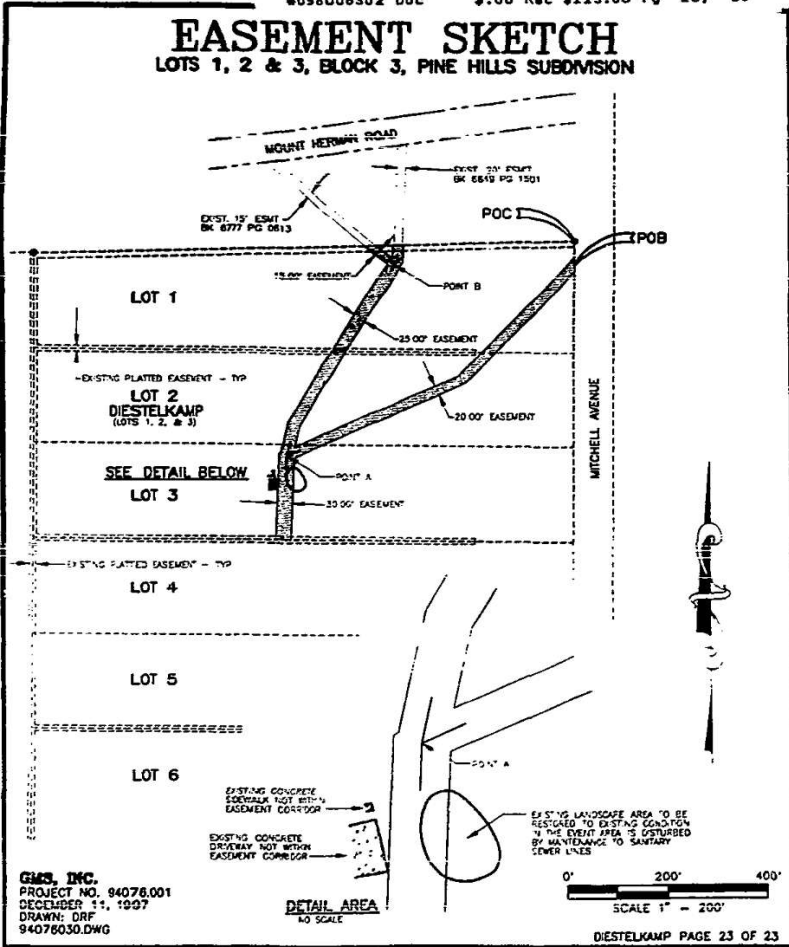 EASEMENT SKETCH
LOTS 1, 2 & 3, BLOCK 3, PINE HILLS SUBDIVISION
MOUNT HERMAN ROAD
EXIST. 20' ESMT
BK 6649 PG 1501
EXIST. 15' ESMT
BK 6777 PG 0613
POC
POB
15.00' EASEMENT
POINT B
LOT 1
25.00' EASEMENT
EXISTING PLATTED EASEMENT - TYP
LOT 2
DIESTELKAMP
(LOTS 1, 2, & 3)
20.00' EASEMENT
MITCHELL AVENUE
SEE DETAIL BELOW
LOT 3
POINT A
30.00' EASEMENT
EXISTING PLATTED EASEMENT - TYP
LOT 4
LOT 5
LOT 6
POINT A
EXISTING CONCRETE
SIDEWALK NOT WITHIN
EASEMENT CORRIDOR
EXISTING CONCRETE
DRIVEWAY NOT WITHIN
EASEMENT CORRIDOR
EXISTING LANDSCAPE AREA TO BE
RESTORED TO EXISTING CONDITION
IN THE EVENT AREA IS DISTURBED
BY MAINTENANCE TO SANITARY
SEWER LINES
GMS, INC.
PROJECT NO. 94076.001
DECEMBER 11, 1997
DRAWN: DRF
94076030.DWG
DETAIL AREA
NO SCALE
0' 200' 400'
SCALE 1" = 200'
DIESTELKAMP PAGE 23 OF 23